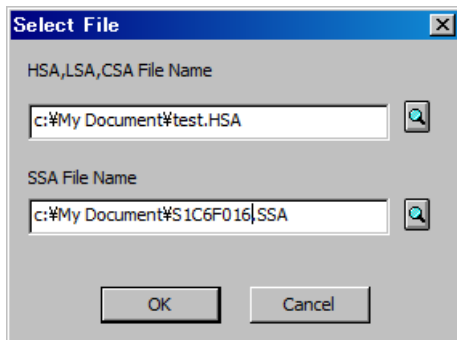 Select File
HSA,LSA,CSA File Name
c:¥My Document¥test.HSA
SSA File Name
c:¥My Document¥S1C6F016.SSA
OK Cancel